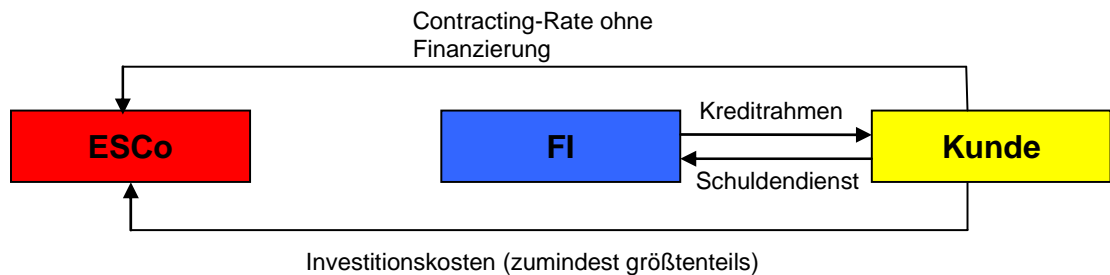 Contracting-Rate ohne
Finanzierung
ESCo
FI
Kreditrahmen
Schuldendienst
Kunde
Investitionskosten (zumindest größtenteils)